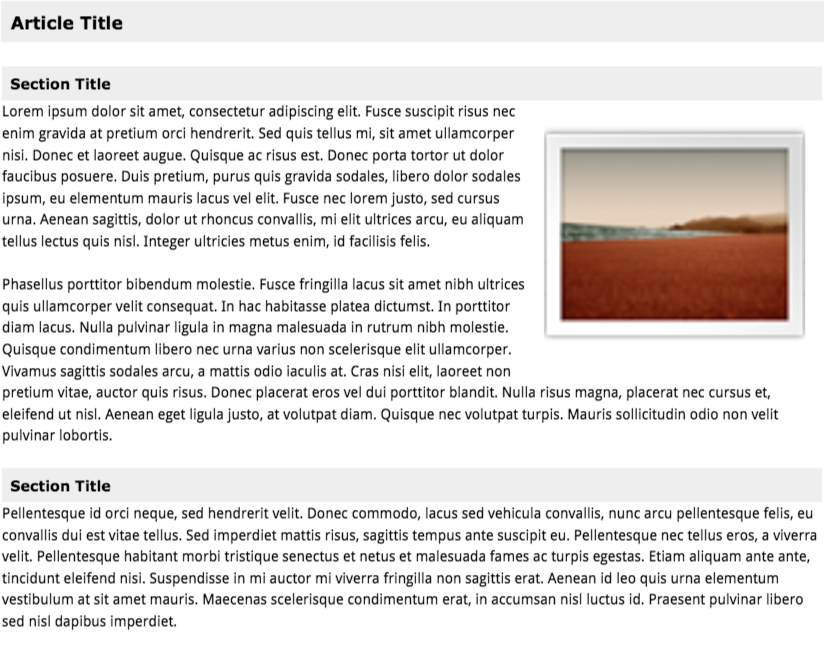 Article Title
Section Title
Lorem ipsum dolor sit amet, consectetur adipiscing elit. Fusce suscipit risus nec
enim gravida at pretium orci hendrerit. Sed quis tellus mi, sit amet ullamcorper
nisi. Donec et laoreet augue. Quisque ac risus est. Donec porta tortor ut dolor
faucibus posuere. Duis pretium, purus quis gravida sodales, libero dolor sodales
ipsum, eu elementum mauris lacus vel elit. Fusce nec lorem justo, sed cursus
urna. Aenean sagittis, dolor ut rhoncus convallis, mi elit ultrices arcu, eu aliquam
tellus lectus quis nisl. Integer ultricies metus enim, id facilisis felis.
Phasellus porttitor bibendum molestie. Fusce fringilla lacus sit amet nibh ultrices
quis ullamcorper velit consequat. In hac habitasse platea dictumst. In porttitor
diam lacus. Nulla pulvinar ligula in magna malesuada in rutrum nibh molestie.
Quisque condimentum libero nec urna varius non scelerisque elit ullamcorper.
Vivamus sagittis sodales arcu, a mattis odio iaculis at. Cras nisi elit, laoreet non
pretium vitae, auctor quis risus. Donec placerat eros vel dui porttitor blandit. Nulla risus magna, placerat nec cursus et,
eleifend ut nisl. Aenean eget ligula justo, at volutpat diam. Quisque nec volutpat turpis. Mauris sollicitudin odio non velit
pulvinar lobortis.
Section Title
Pellentesque id orci neque, sed hendrerit velit. Donec commodo, lacus sed vehicula convallis, nunc arcu pellentesque felis, eu
convallis dui est vitae tellus. Sed imperdiet mattis risus, sagittis tempus ante suscipit eu. Pellentesque nec tellus eros, a viverra
velit. Pellentesque habitant morbi tristique senectus et netus et malesuada fames ac turpis egestas. Etiam aliquam ante ante,
tincidunt eleifend nisi. Suspendisse in mi auctor mi viverra fringilla non sagittis erat. Aenean id leo quis urna elementum
vestibulum at sit amet mauris. Maecenas scelerisque condimentum erat, in accumsan nisl luctus id. Praesent pulvinar libero
sed nisl dapibus imperdiet.